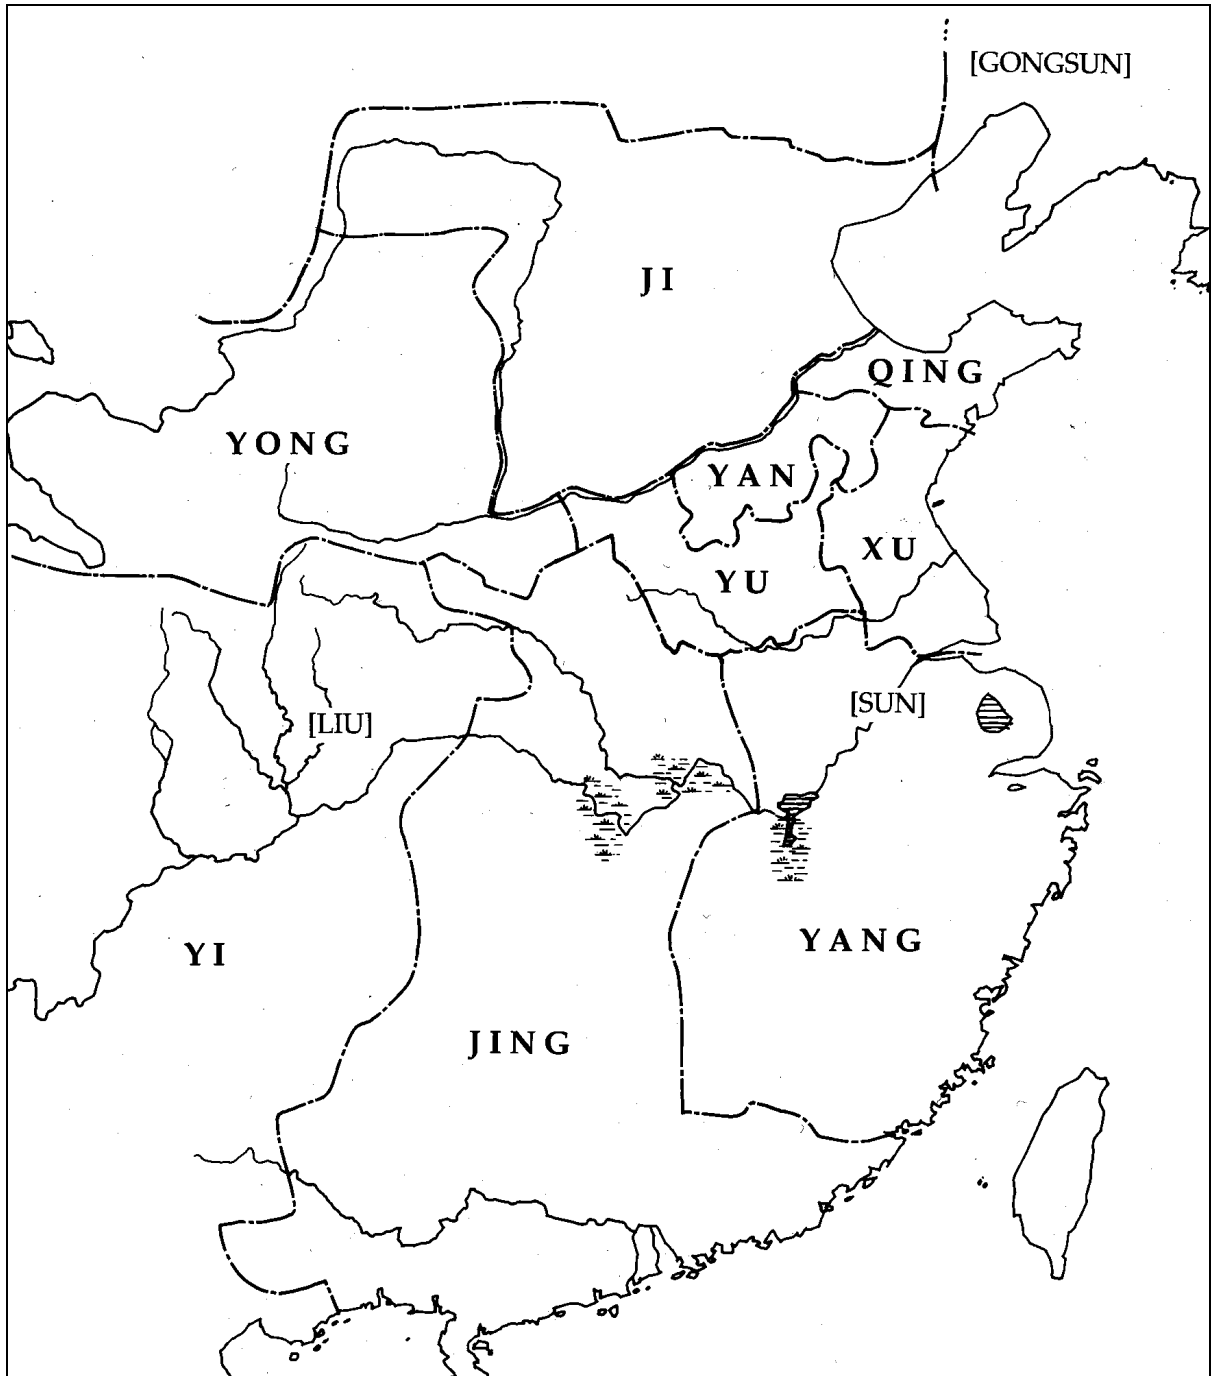 [GONGSUN]
JI
QING
YONG
YAN
XU
YU
[SUN]
[LIU]
YANG
YI
JING